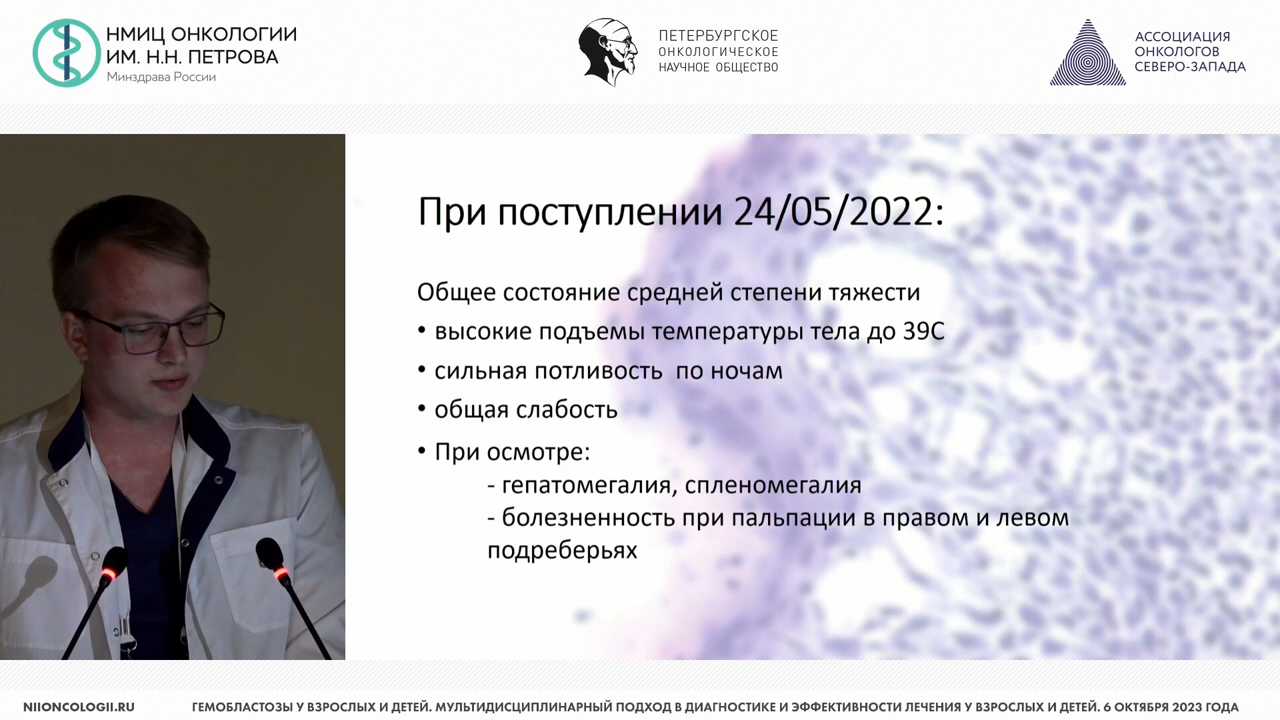 НМИЦ ОНКОЛОГИИ
ИМ. Н.Н. ПЕТРОВА
Минздрава России
ПЕТЕРБУРГСКОЕ
ОНКОЛОГИЧЕСКОЕ
НАУЧНОЕ ОБЩЕСТВО
АССОЦИАЦИЯ
ОНКОЛОГОВ
СЕВЕРО-ЗАПАДА
При поступлении 24/05/2022:
Общее состояние средней степени тяжести
• высокие подъемы температуры тела до 39С
• сильная потливость по ночам
• общая слабость
• При осмотре:
- гепатомегалия, спленомегалия
- болезненность при пальпации в правом и левом
подреберьях
NIIONCOLOGII.RU
ГЕМОБЛАСТОЗЫ У ВЗРОСЛЫХ И ДЕТЕЙ. МУЛЬТИДИСЦИПЛИНАРНЫЙ ПОДХОД В ДИАГНОСТИКЕ И ЭФФЕКТИВНОСТИ ЛЕЧЕНИЯ У ВЗРОСЛЫХ И ДЕТЕЙ. 6 ОКТЯБРЯ 2023 ГОДА